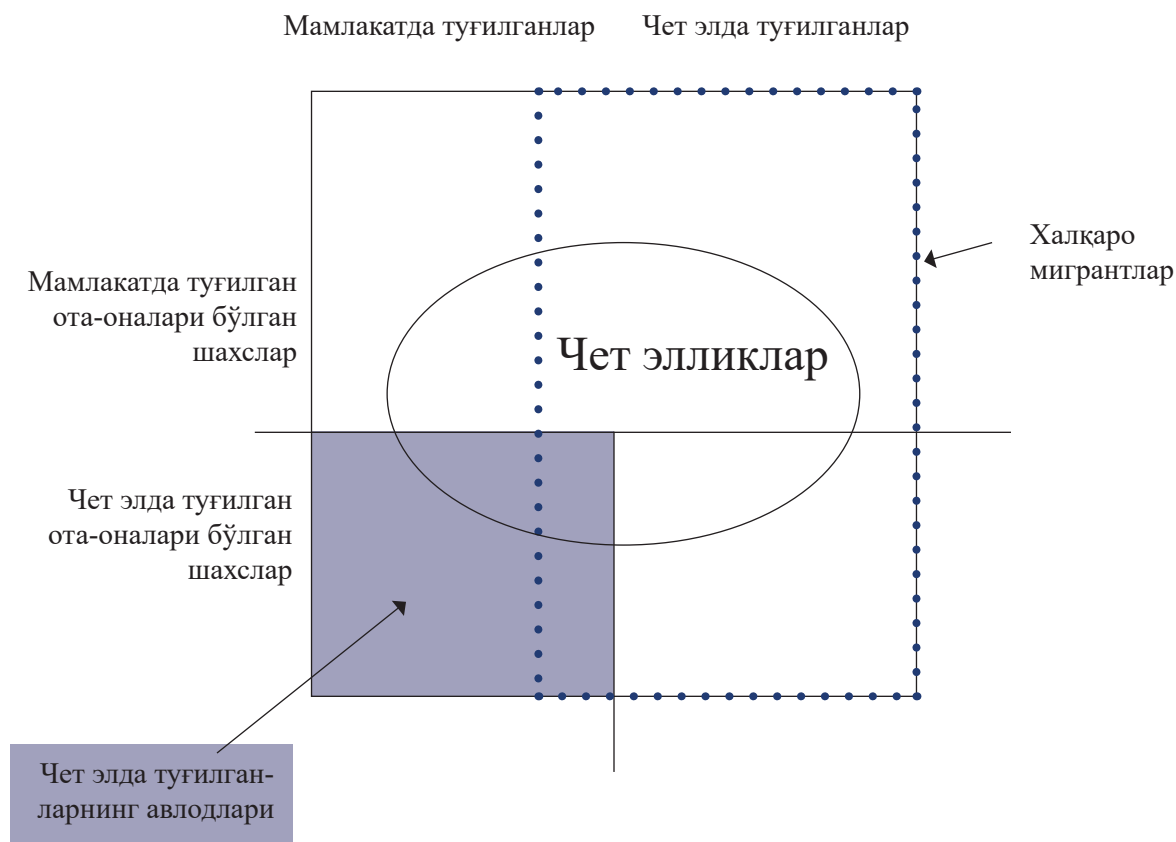 Мамлакатда туғилганлар
Чет элда туғилганлар
Халқаро
мигрантлар
Мамлакатда туғилган
ота-оналари бўлган
шахслар
Чет элликлар
Чет элда туғилган
ота-оналари бўлган
шахслар
Чет элда туғилган-
ларнинг авлодлари